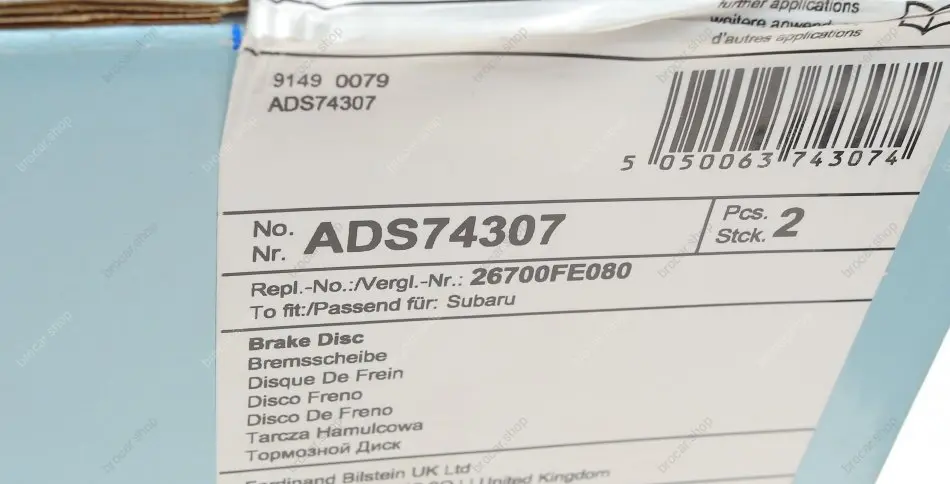 further applications
weitere anwend
d'autres applications
9149 0079
ADS74307
5 050063 743074
No.
Nr.
ADS74307
Pcs.
Stck.
2
Repl.-No.:/Vergl.-Nr.: 26700FE080
To fit:/Passend für: Subaru
Brake Disc
Bremsscheibe
Disque De Frein
Disco Freno
Disco De Freno
Tarcza Hamulcowa
Тормозной Диск
Ferdinand Bilstein UK Ltd
United Kingdom
brocar.shop